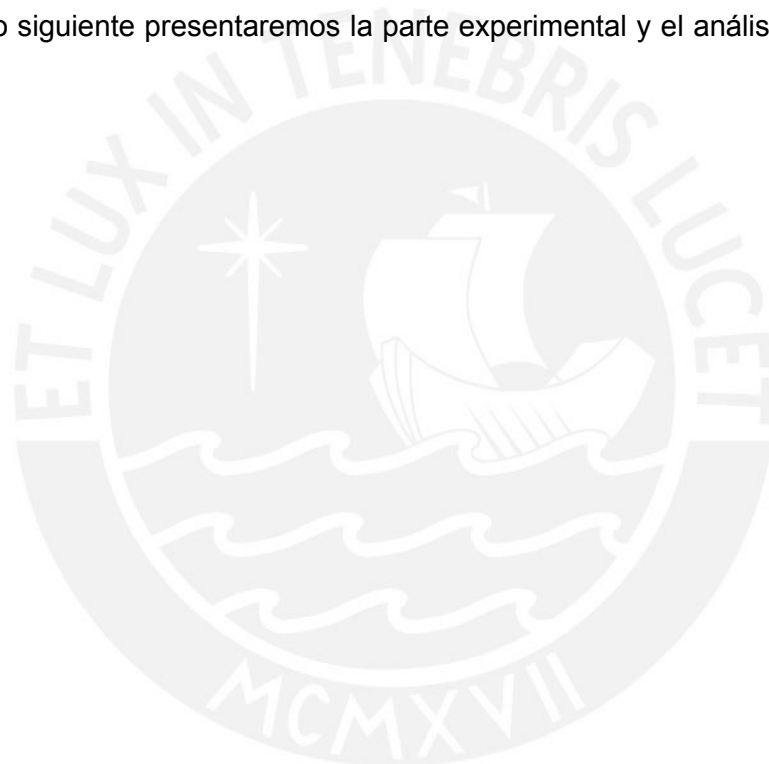 o siguiente presentaremos la parte experimental y el anális
ET LUX IN TENEBRIS LUCET
MCMXVII